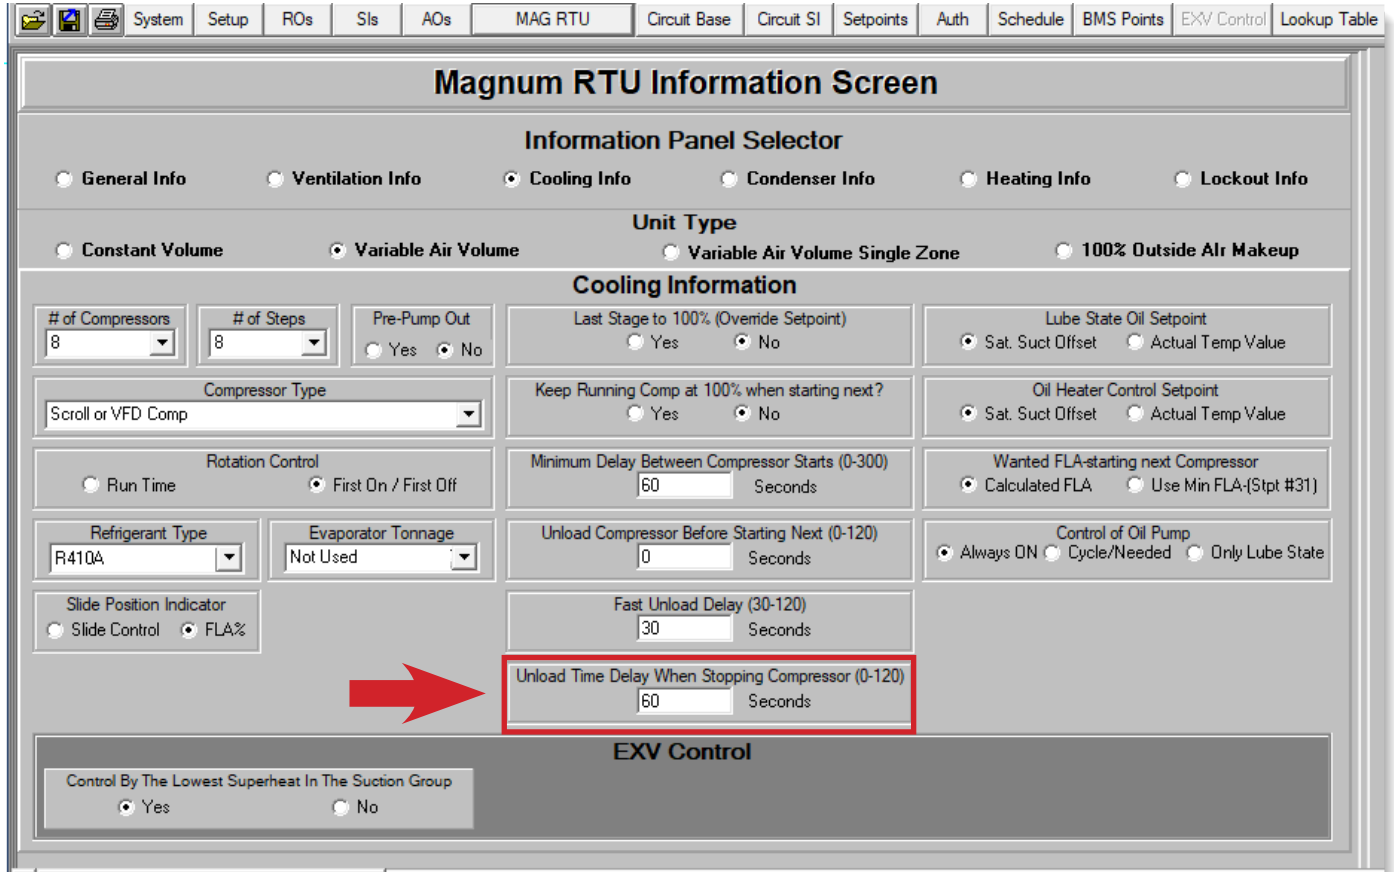 System Setup ROs SIs AOs MAG RTU Circuit Base Circuit SI Setpoints Auth Schedule BMS Points EXV Control Lookup Table
Magnum RTU Information Screen
Information Panel Selector
General Info Ventilation Info Cooling Info Condenser Info Heating Info Lockout Info
Unit Type
Constant Volume Variable Air Volume Variable Air Volume Single Zone 100% Outside AIr Makeup
Cooling Information
# of Compressors # of Steps Pre-Pump Out Last Stage to 100% (Override Setpoint) Lube State Oil Setpoint
8 8 Yes No Yes No Sat. Suct Offset Actual Temp Value
Compressor Type Keep Running Comp at 100% when starting next? Oil Heater Control Setpoint
Scroll or VFD Comp Yes No Sat. Suct Offset Actual Temp Value
Rotation Control Minimum Delay Between Compressor Starts (0-300) Wanted FLA-starting next Compressor
Run Time First On / First Off 60 Seconds Calculated FLA Use Min FLA-(Stpt #31)
Refrigerant Type Evaporator Tonnage Unload Compressor Before Starting Next (0-120) Control of Oil Pump
R410A Not Used 0 Seconds Always ON Cycle/Needed Only Lube State
Slide Position Indicator Fast Unload Delay (30-120)
Slide Control FLA% 30 Seconds
Unload Time Delay When Stopping Compressor (0-120)
60 Seconds
EXV Control
Control By The Lowest Superheat In The Suction Group
Yes No